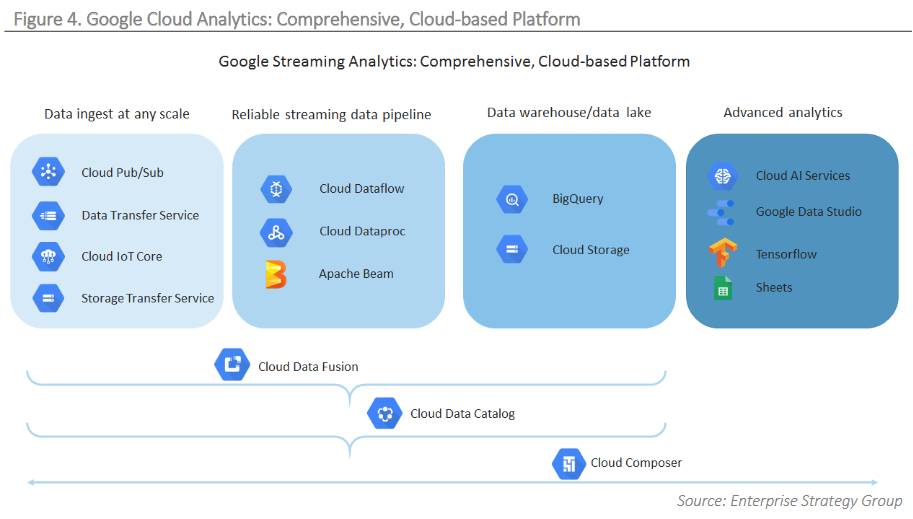 Figure 4. Google Cloud Analytics: Comprehensive, Cloud-based Platform
Google Streaming Analytics: Comprehensive, Cloud-based Platform
Data ingest at any scale
Cloud Pub/Sub
Data Transfer Service
Cloud IoT Core
Storage Transfer Service
Reliable streaming data pipeline
Cloud Dataflow
Cloud Dataproc
Apache Beam
Data warehouse/data lake
BigQuery
Cloud Storage
Advanced analytics
Cloud AI Services
Google Data Studio
Tensorflow
Sheets
Cloud Data Fusion
Cloud Data Catalog
Cloud Composer
Source: Enterprise Strategy Group